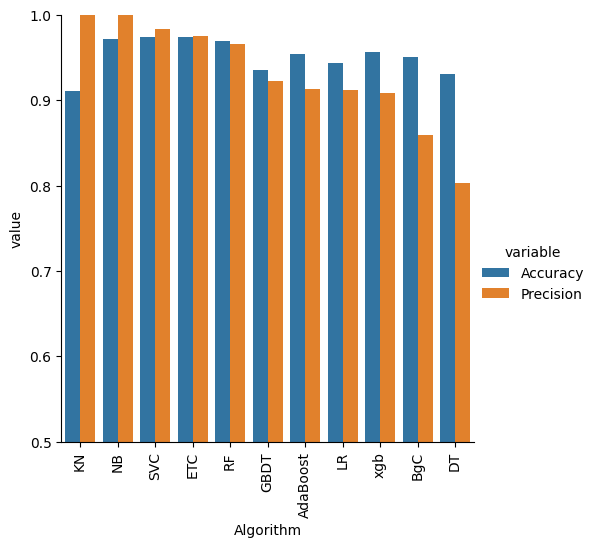 1.0
0.9
0.8
0.7
0.6
0.5
value
KN
NB
SVC
ETC
RF
GBDT
AdaBoost
LR
xgb
BgC
DT
Algorithm
variable
Accuracy
Precision